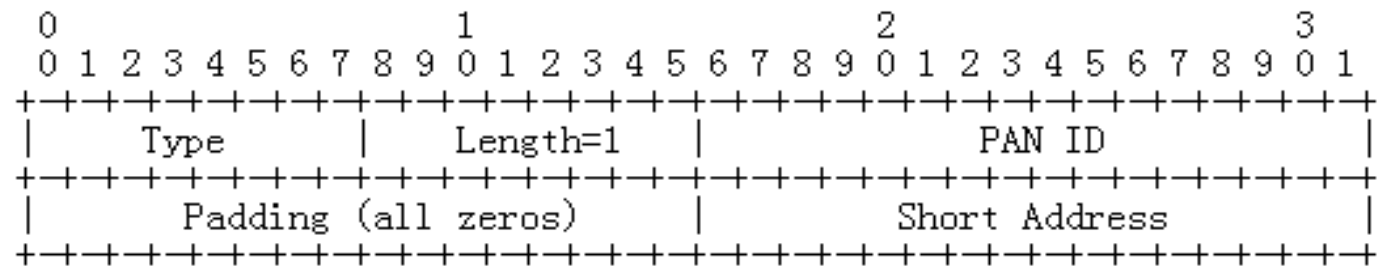 0                   1                   2                   3
0 1 2 3 4 5 6 7 8 9 0 1 2 3 4 5 6 7 8 9 0 1 2 3 4 5 6 7 8 9 0 1
+-+-+-+-+-+-+-+-+-+-+-+-+-+-+-+-+-+-+-+-+-+-+-+-+-+-+-+-+-+-+-+-+
|     Type      |    Length=1   |             PAN ID            |
+-+-+-+-+-+-+-+-+-+-+-+-+-+-+-+-+-+-+-+-+-+-+-+-+-+-+-+-+-+-+-+-+
|      Padding (all zeros)      |         Short Address         |
+-+-+-+-+-+-+-+-+-+-+-+-+-+-+-+-+-+-+-+-+-+-+-+-+-+-+-+-+-+-+-+-+